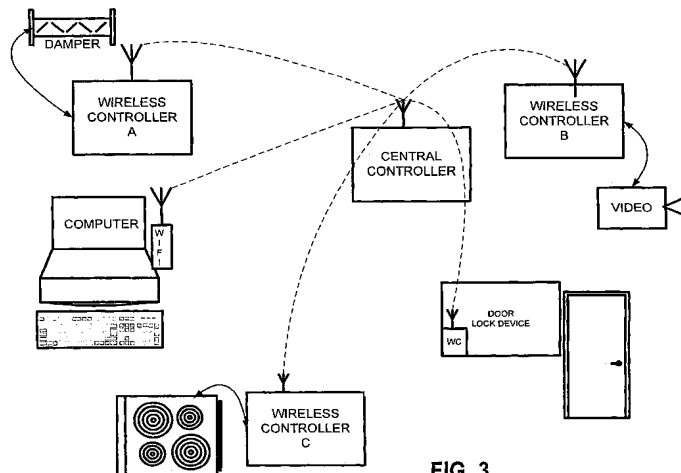 DAMPER
WIRELESS
CONTROLLER
A
CENTRAL
CONTROLLER
WIRELESS
CONTROLLER
B
VIDEO
COMPUTER
W
I
F
I
DOOR
LOCK DEVICE
WC
WIRELESS
CONTROLLER
C
FIG. 3